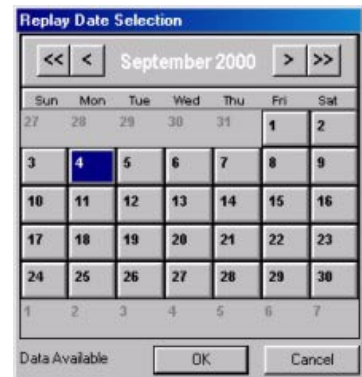 Replay Date Selection
<< < September 2000 > >>
Sun Mon Tue Wed Thu Fri Sat
27 28 29 30 31 1 2
3 4 5 6 7 8 9
10 11 12 13 14 15 16
17 18 19 20 21 22 23
24 25 26 27 28 29 30
1 2 3 4 5 6 7
Data Available OK Cancel